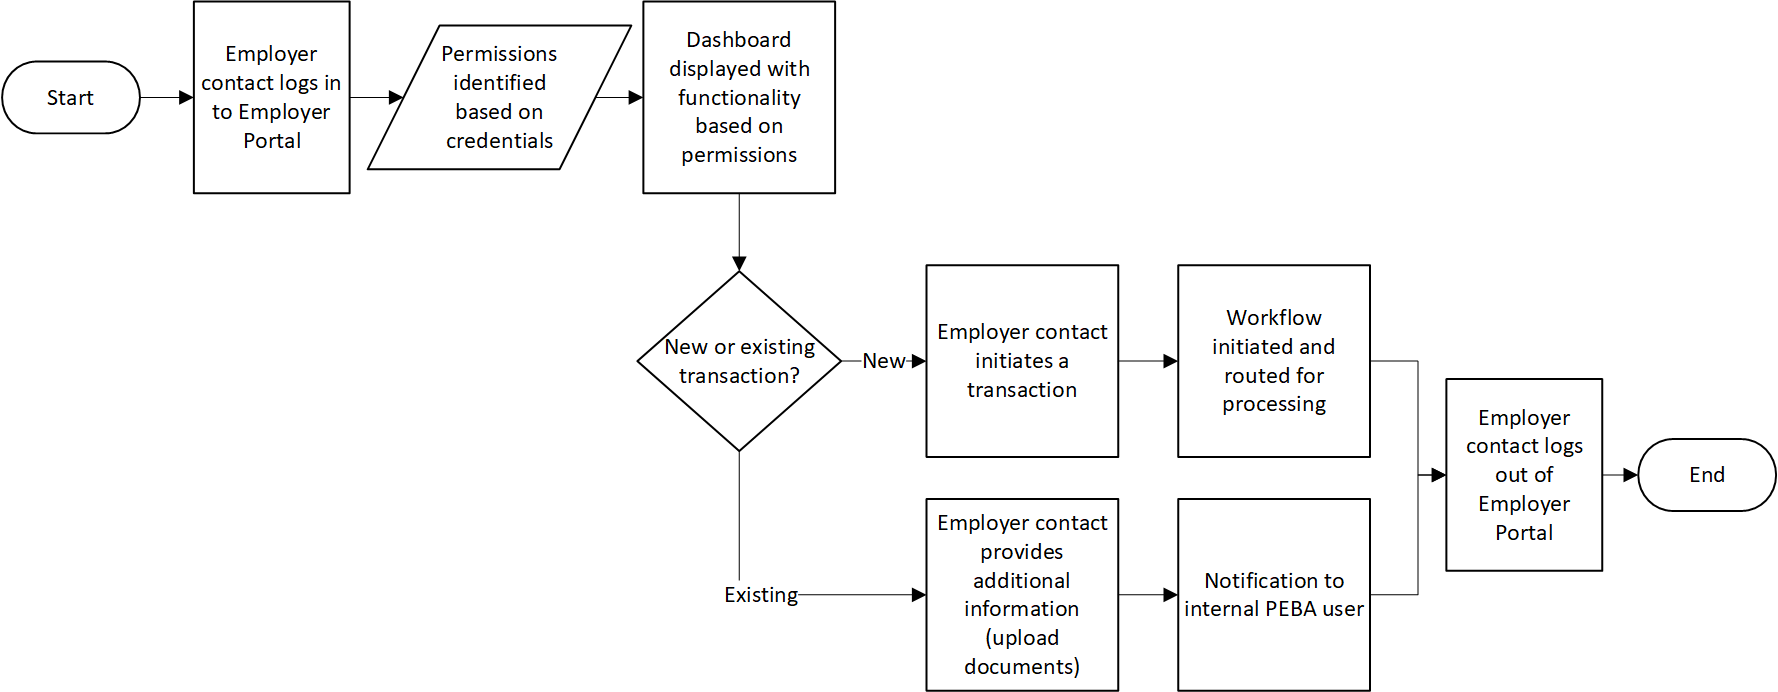 Start
Employer
contact logs in
to Employer
Portal
Permissions
identified
based on
credentials
Dashboard
displayed with
functionality
based on
permissions
New or existing
transaction?
New
Employer contact
initiates a
transaction
Workflow
initiated and
routed for
processing
Existing
Employer contact
provides
additional
information
(upload
documents)
Notification to
internal PEBA user
Employer
contact logs
out of
Employer
Portal
End